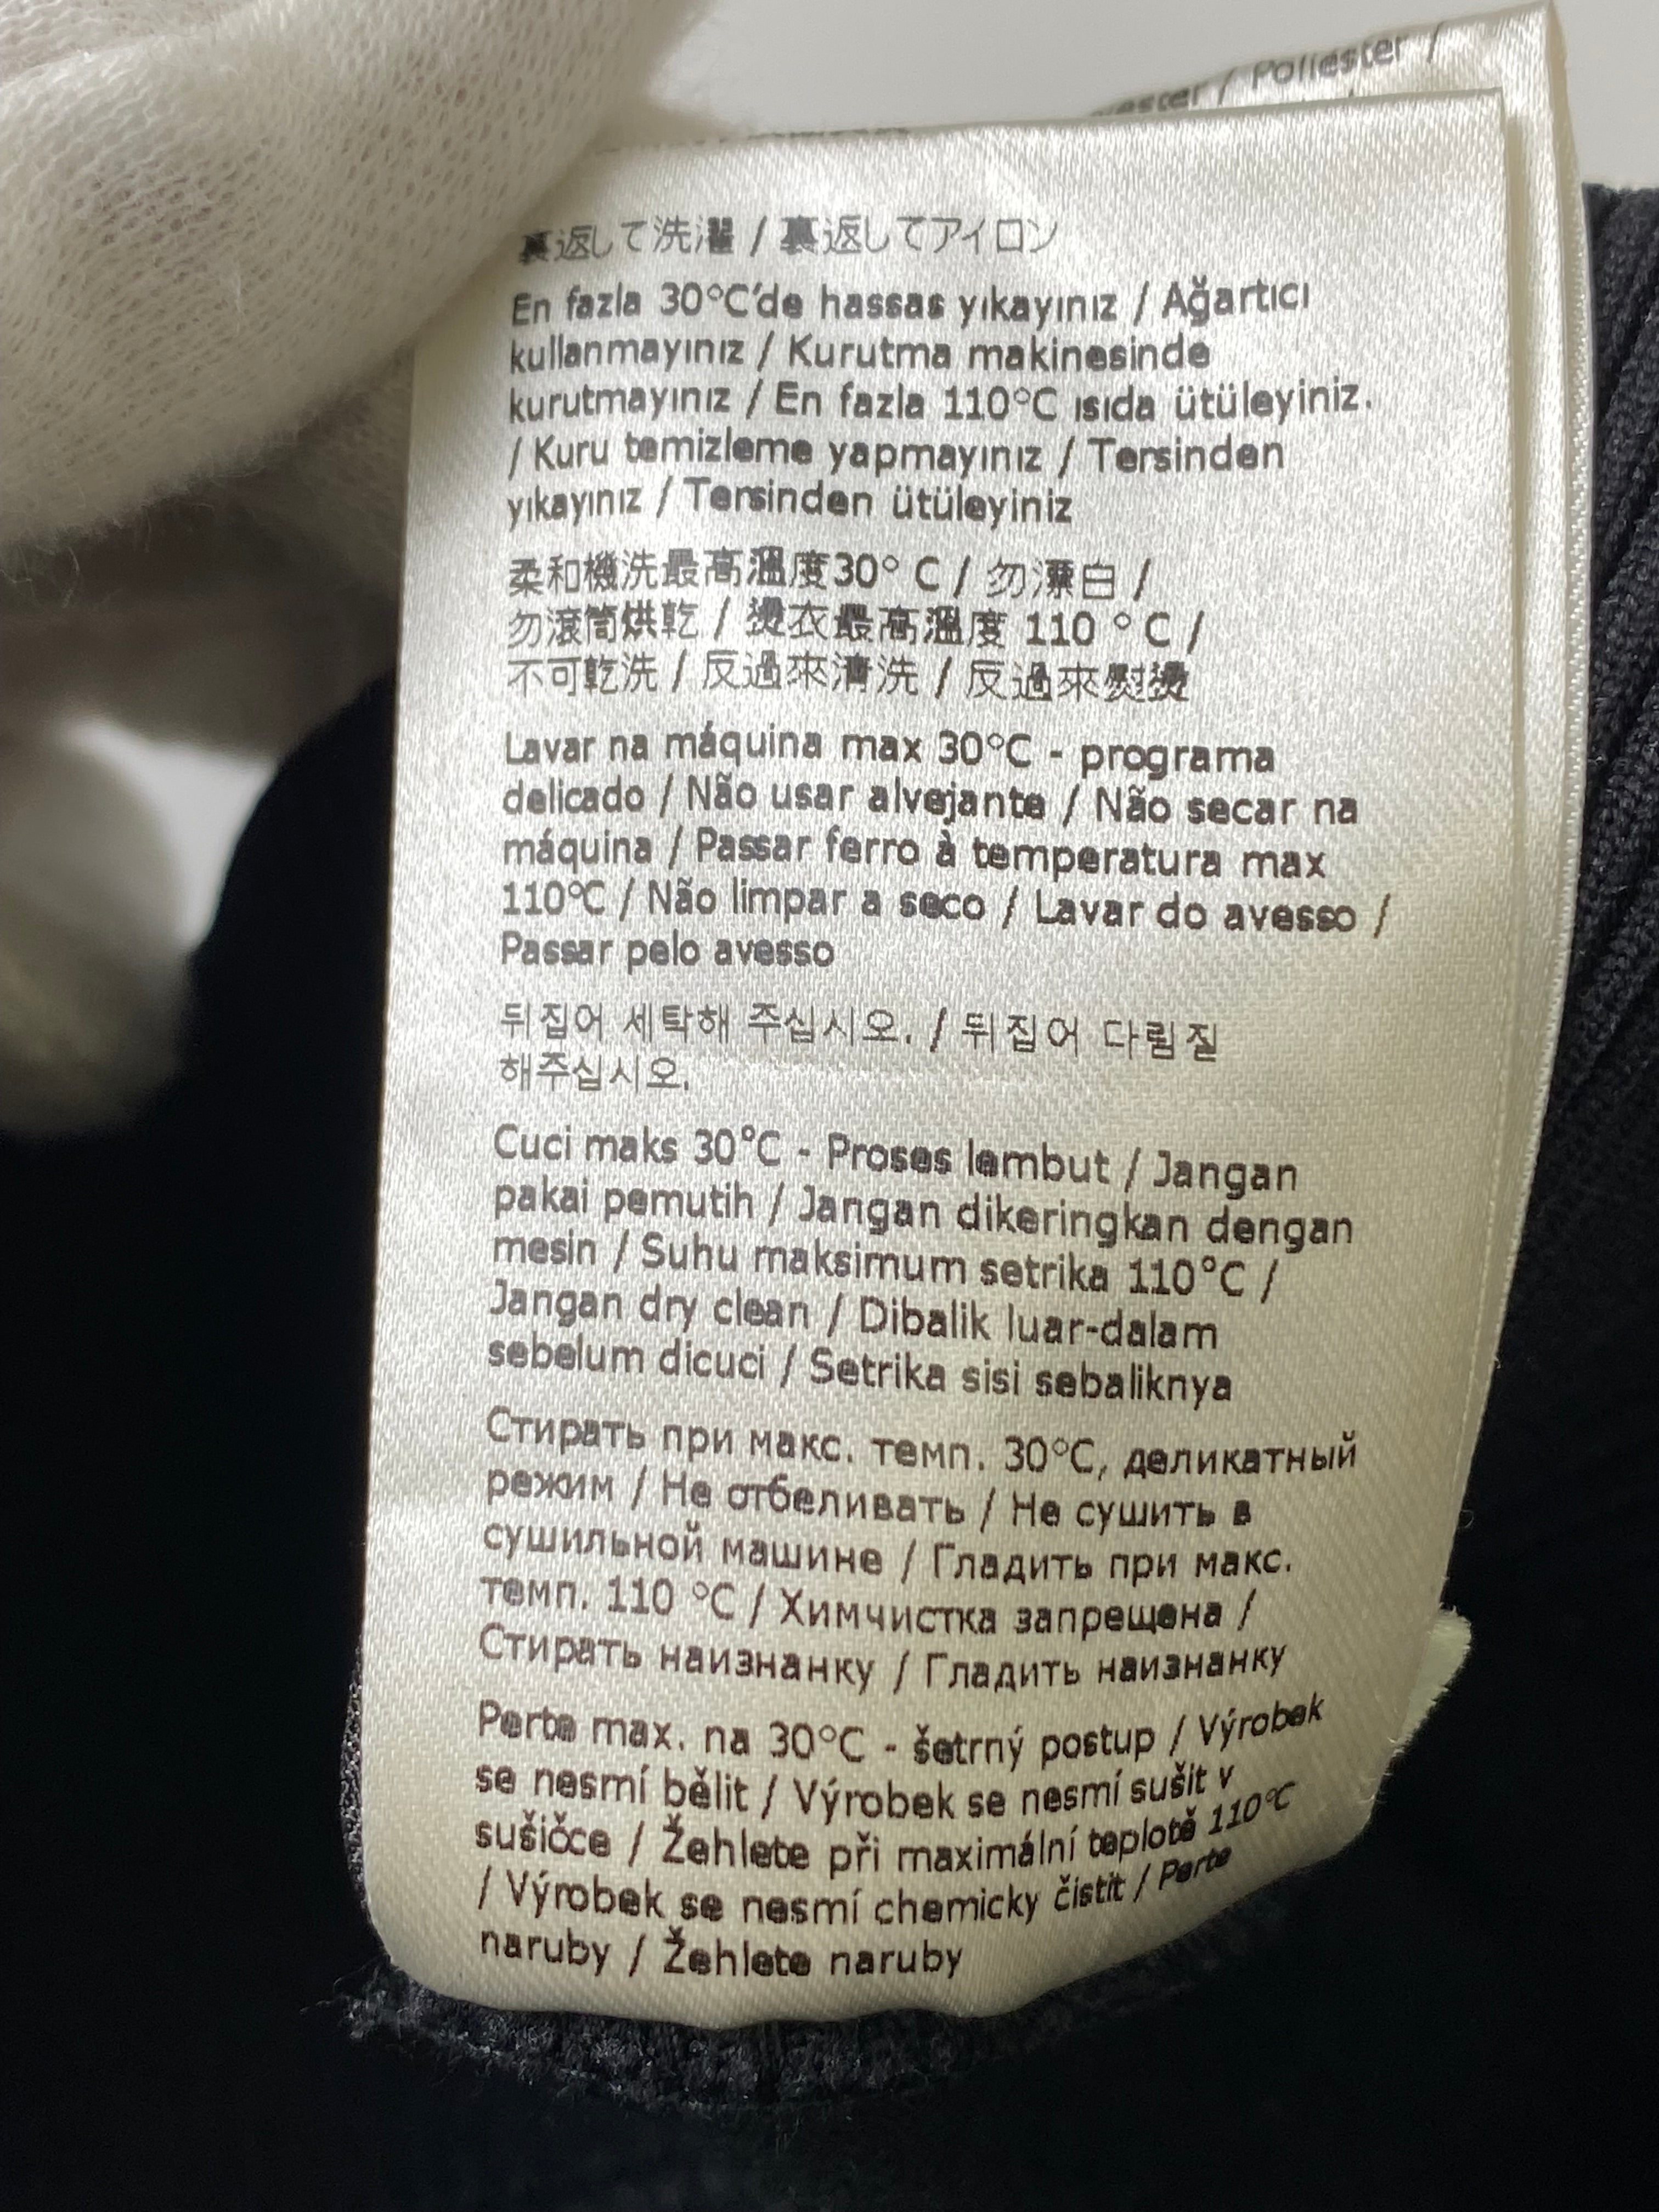 / Poliester /
裏返して洗濯 / 裏返してアイロン
En fazla 30°C'de hassas yıkayınız / Ağartıcı
kullanmayınız / Kurutma makinesinde
kurutmayınız / En fazla 110°C ısıda ütüleyiniz.
/ Kuru temizleme yapmayınız / Tersinden
yıkayınız / Tersinden ütüleyiniz
柔和機洗最高溫度30° C / 勿漂白 /
勿滾筒烘乾 / 燙衣最高溫度 110 ° C /
不可乾洗 / 反過來清洗 / 反過來熨燙
Lavar na máquina max 30°C - programa
delicado / Não usar alvejante / Não secar na
máquina / Passar ferro à temperatura max
110°C / Não limpar a seco / Lavar do avesso /
Passar pelo avesso
뒤집어 세탁해 주십시오. / 뒤집어 다림질
해주십시오.
Cuci maks 30°C - Proses lembut / Jangan
pakai pemutih / Jangan dikeringkan dengan
mesin / Suhu maksimum setrika 110°C /
Jangan dry clean / Dibalik luar-dalam
sebelum dicuci / Setrika sisi sebaliknya
Стирать при макс. темп. 30°C, деликатный
режим / Не отбеливать / Не сушить в
сушильной машине / Гладить при макс.
темп. 110 °C / Химчистка запрещена /
Стирать наизнанку / Гладить наизнанку
Perte max. na 30°C - šetrný postup / Výrobek
se nesmí bělit / Výrobek se nesmí sušit v
sušičce / Žehlete při maximální teplotě 110°C
/ Výrobek se nesmí chemicky čistit / Perte
naruby / Žehlete naruby